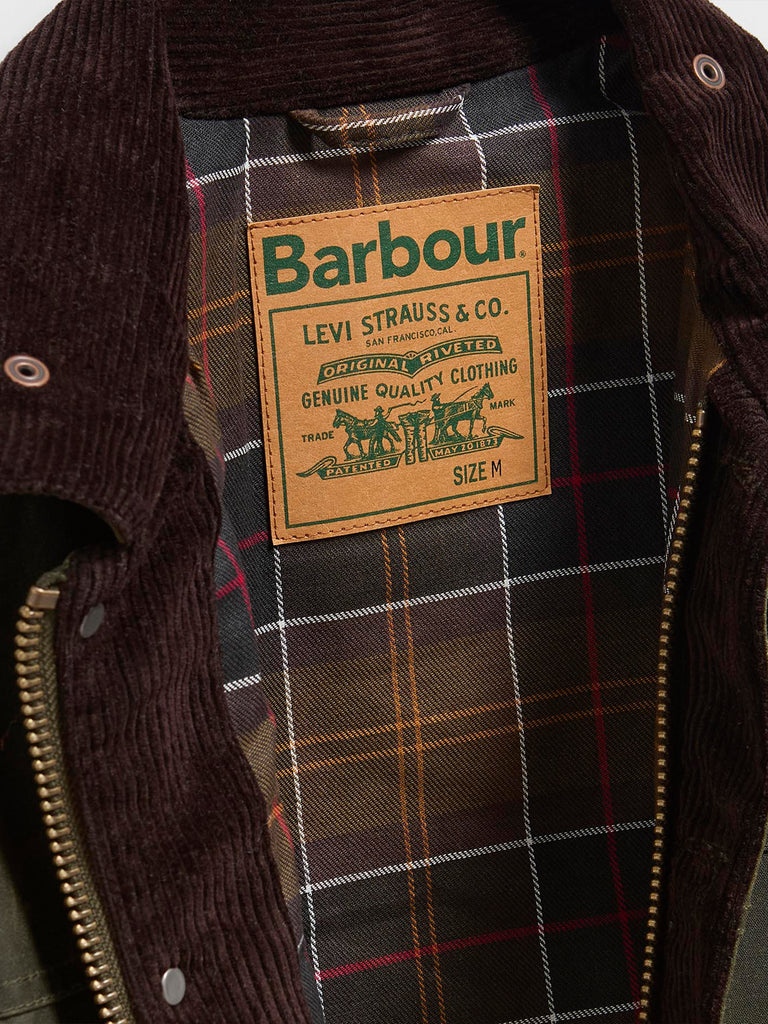 Barbour®
LEVI STRAUSS & CO.
SAN FRANCISCO, CAL.
ORIGINAL RIVETED
GENUINE QUALITY CLOTHING
TRADE MARK
PATENTED MAY 20 1873
SIZE M